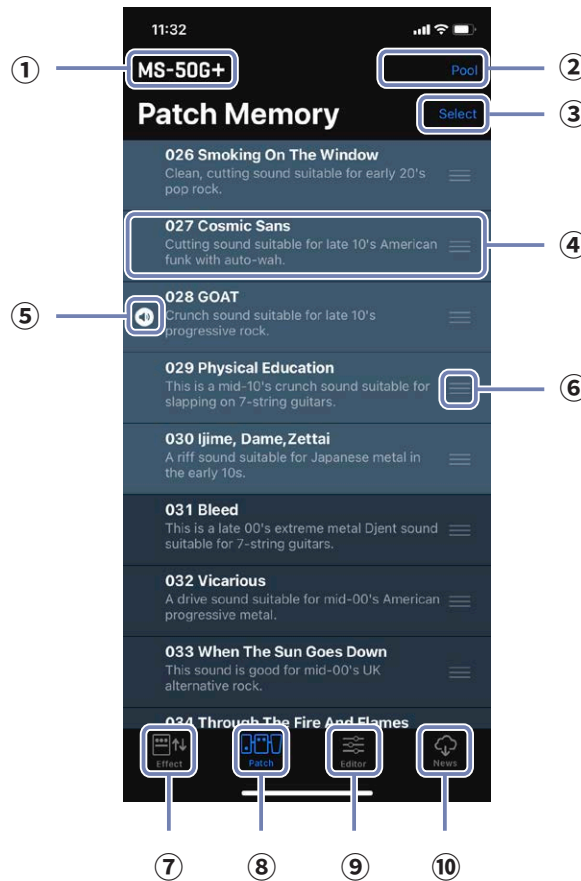 11:32
① MS-50G+
Pool ②
Patch Memory
Select ③
026 Smoking On The Window
Clean, cutting sound suitable for early 20's
pop rock.
027 Cosmic Sans
Cutting sound suitable for late 10's American ④
funk with auto-wah.
028 GOAT
⑤ Crunch sound suitable for late 10's
progressive rock.
029 Physical Education
This is a mid-10's crunch sound suitable for ⑥
slapping on 7-string guitars.
030 Ijime, Dame,Zettai
A riff sound suitable for Japanese metal in
the early 10s.
031 Bleed
This is a late 00's extreme metal Djent sound
suitable for 7-string guitars.
032 Vicarious
A drive sound suitable for mid-00's American
progressive metal.
033 When The Sun Goes Down
This sound is good for mid-00's UK
alternative rock.
034 Through The Fire And Flames
Effect Patch Editor News
⑦ ⑧ ⑨ ⑩